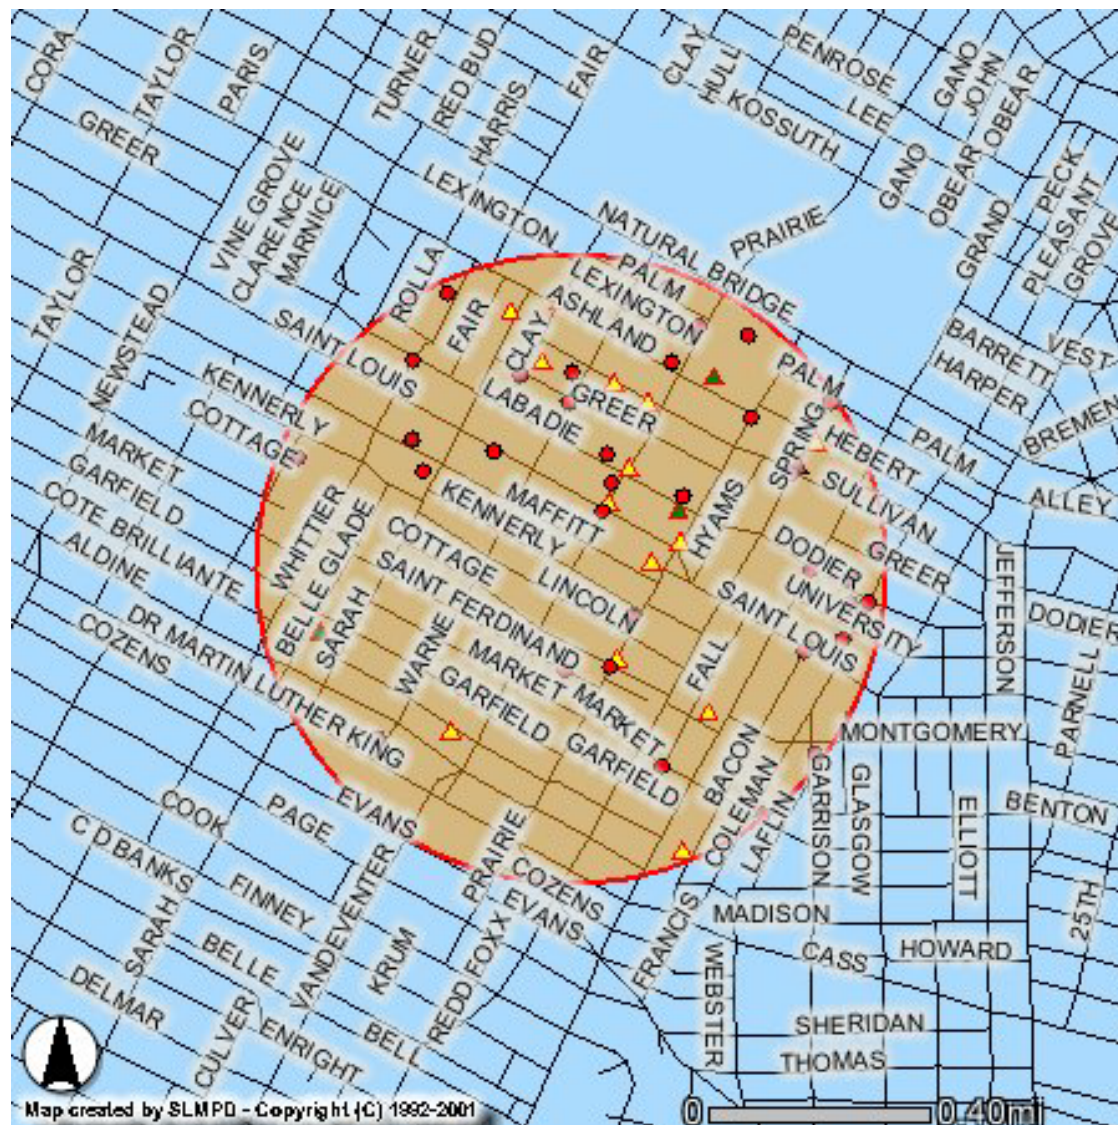 CORA
TAYLOR
PARIS
TURNER
RED BUD
FAIR
CLAY
HULL
PENROSE
GANO
JOHN
OBEAR
GREER
HARRIS
KOSSUTH
LEE
GANO
OBEAR
PECK
PLEASANT
GROVE
VINE GROVE
CLARENCE
MARNICE
LEXINGTON
NATURAL BRIDGE
PRAIRIE
GRAND
TAYLOR
NEWSTEAD
ROLLA
FAIR
PALM
LEXINGTON
ASHLAND
SAINT LOUIS
CLAY
BARRETT
VEST
HARPER
KENNERLY
COTTAGE
LABADIE
GREER
PALM
SPRING
HEBERT
PALM
BREMEN
MARKET
GARFIELD
COTE BRILLIANTE
ALDINE
KENNERLY
MAFFITT
HYAMS
SULLIVAN
ALLEY
WHITTIER
BELLE GLADE
SARAH
COTTAGE
SAINT FERDINAND
LINCOLN
DODIER
GREER
UNIVERSITY
SAINT LOUIS
JEFFERSON
DODIER
COZENS
DR MARTIN LUTHER KING
WARNE
MARKET
GARFIELD
MARKET
GARFIELD
FALL
PARNELL
MONTGOMERY
BACON
COLEMAN
LAFLIN
GARRISON
GLASGOW
ELLIOTT
BENTON
COOK
PAGE
EVANS
C D BANKS
FINNEY
VANDEVENTER
PRAIRIE
COZENS
EVANS
MADISON
25TH
SARAH
BELLE
KRUM
REDD FOXX
FRANCIS
WEBSTER
CASS
HOWARD
DELMAR
CULVER
ENRIGHT
BELL
SHERIDAN
THOMAS
Map created by SLMPD - Copyright (C) 1992-2001
0 0.40mi